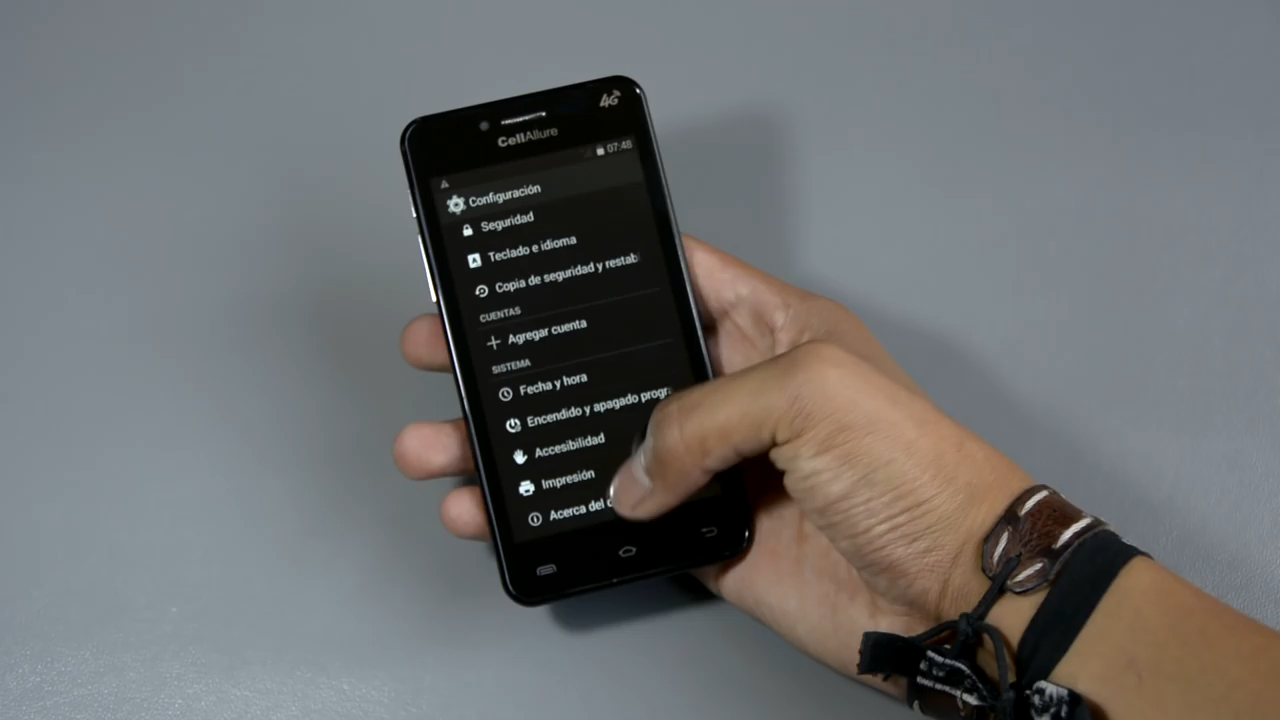 4G
CellAllure
07:48
Configuración
Seguridad
Teclado e idioma
Copia de seguridad y restab
CUENTAS
Agregar cuenta
SISTEMA
Fecha y hora
Encendido y apagado progr
Accesibilidad
Impresión
Acerca del